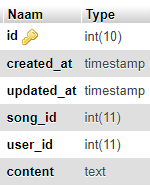 Naam Type
id int(10)
created_at timestamp
updated_at timestamp
song_id int(11)
user_id int(11)
content text